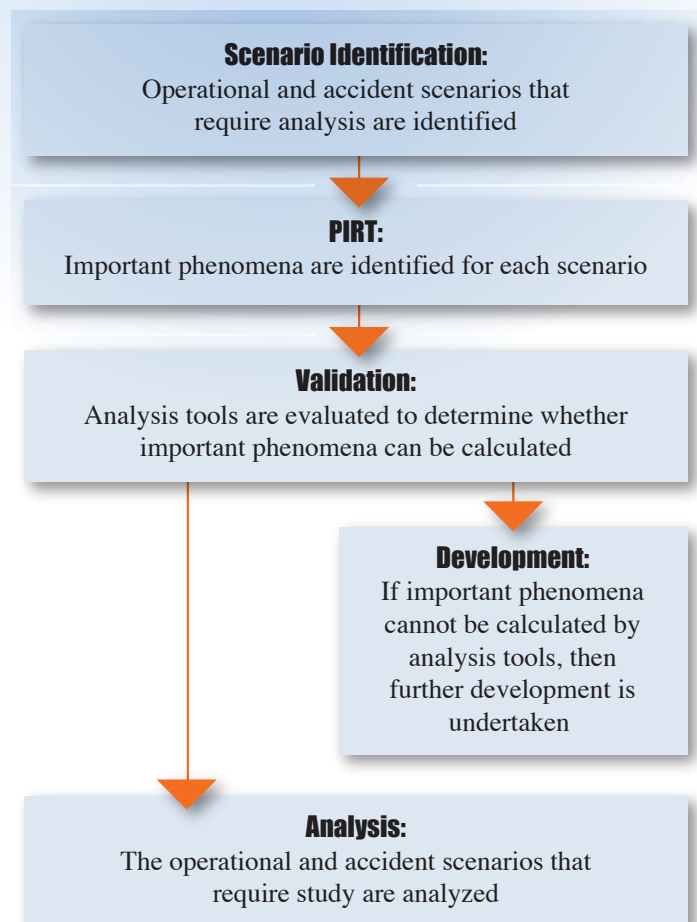 Scenario Identification:
Operational and accident scenarios that
require analysis are identified
PIRT:
Important phenomena are identified for each scenario
Validation:
Analysis tools are evaluated to determine whether
important phenomena can be calculated
Development:
If important phenomena
cannot be calculated by
analysis tools, then
further development is
undertaken
Analysis:
The operational and accident scenarios that
require study are analyzed